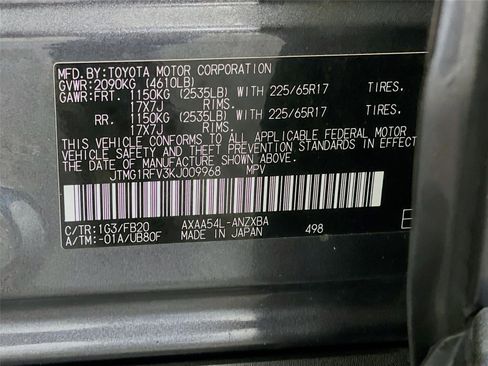 MFD.BY:TOYOTA MOTOR CORPORATION
GVWR:2090KG (4610LB)
GAWR:FRT. 1150KG (2535LB) WITH 225/65R17 TIRES.
17X7J RIMS.
RR. 1150KG (2535LB) WITH 225/65R17 TIRES.
17X7J RIMS.
THIS VEHICLE CONFORMS TO ALL APPLICABLE FEDERAL MOTOR
VEHICLE SAFETY AND THEFT PREVENTION STANDARDS IN EFFECT
ON THE DATE OF MANUFACTURE SHOWN ABOVE.
JTMG1RFV3KJ009968 MPV
C/TR:1G3/FB20 AXAA54L-ANZXBA
A/TM:-01A/UB80F MADE IN JAPAN 498